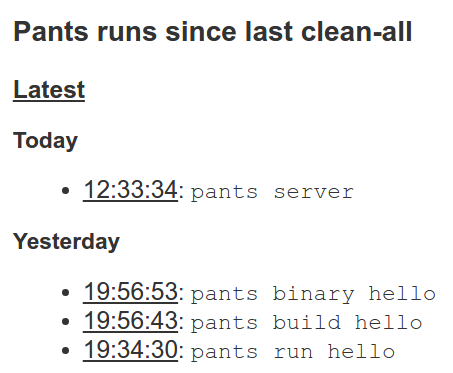 Pants runs since last clean-all
Latest
Today
• 12:33:34: pants server
Yesterday
• 19:56:53: pants binary hello
• 19:56:43: pants build hello
• 19:34:30: pants run hello